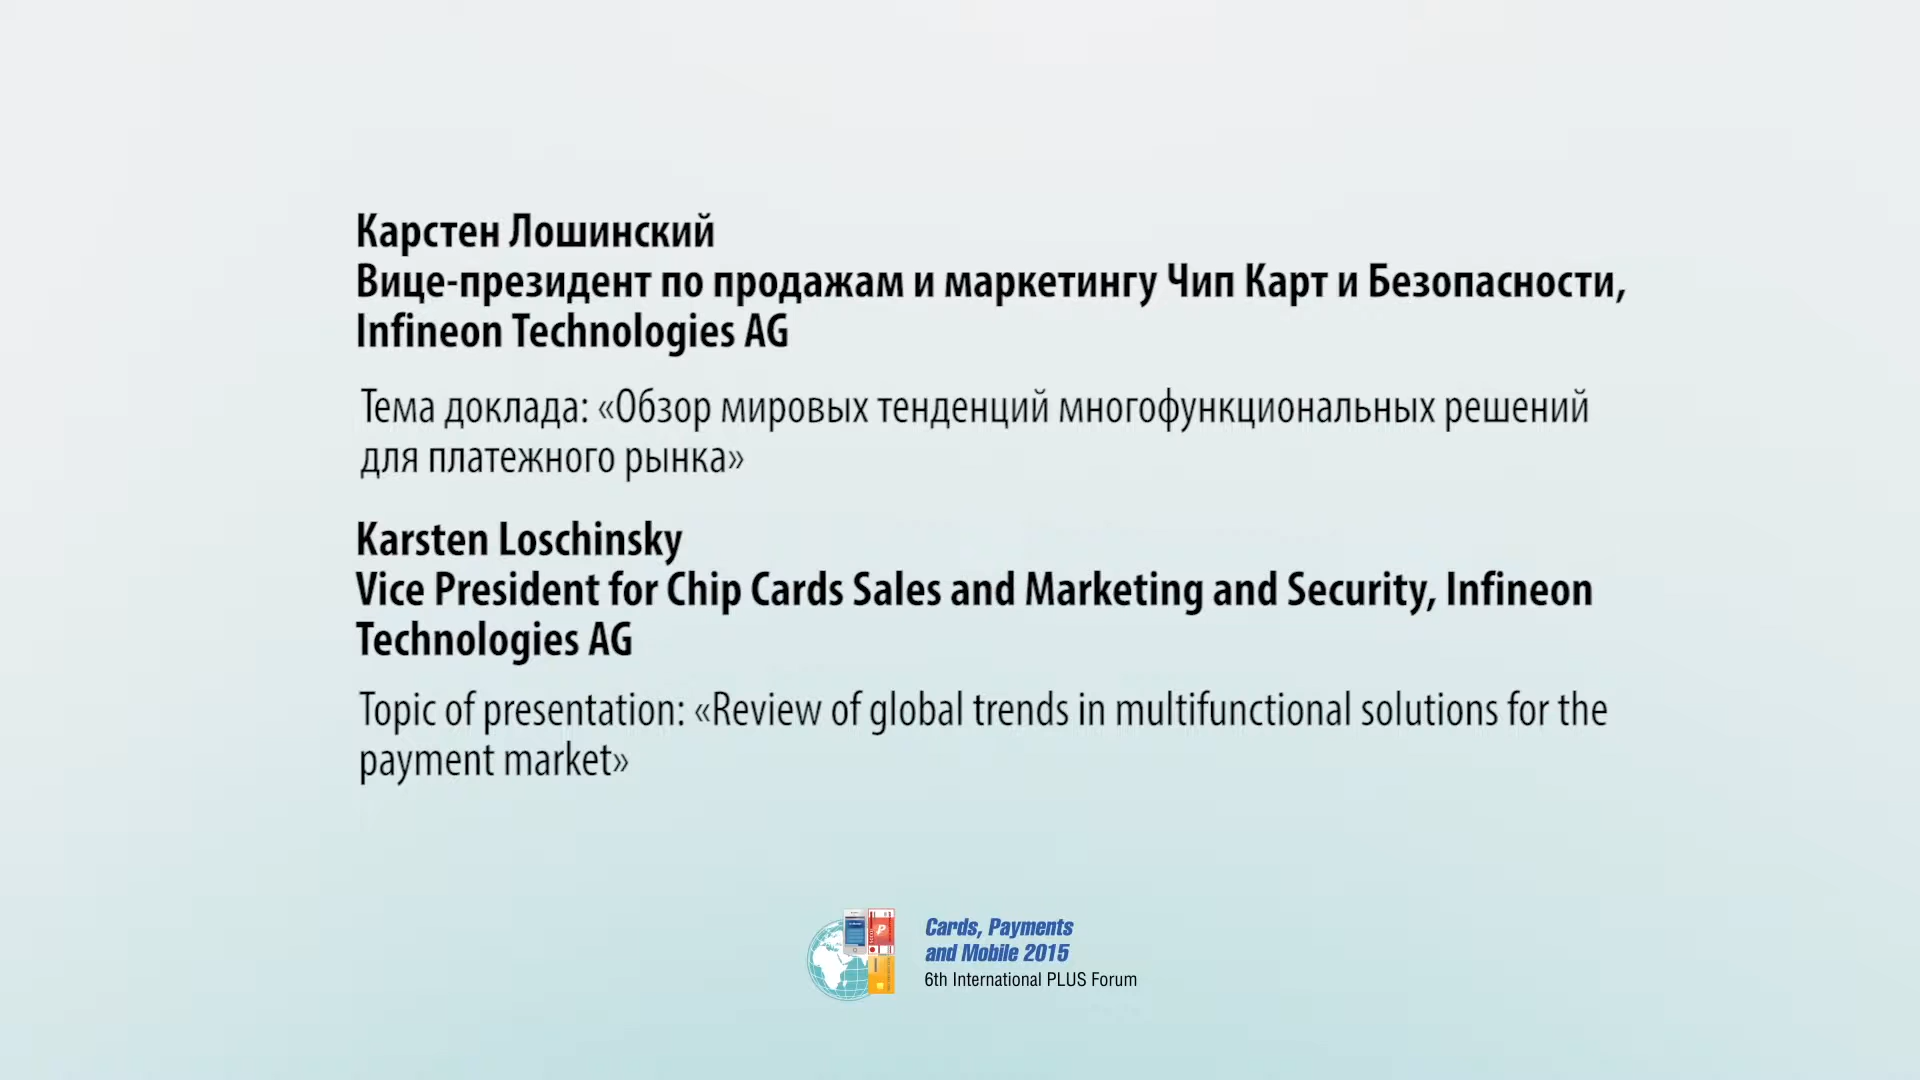 Карстен Лошинский
Вице-президент по продажам и маркетингу Чип Карт и Безопасности,
Infineon Technologies AG
Тема доклада: «Обзор мировых тенденций многофункциональных решений
для платежного рынка»
Karsten Loschinsky
Vice President for Chip Cards Sales and Marketing and Security, Infineon
Technologies AG
Topic of presentation: «Review of global trends in multifunctional solutions for the
payment market»
Cards, Payments
and Mobile 2015
6th International PLUS Forum